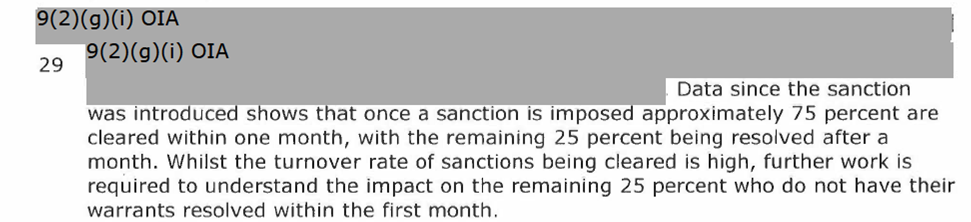 9(2)(g)(i) OIA
29 9(2)(g)(i) OIA
. Data since the sanction
was introduced shows that once a sanction is imposed approximately 75 percent are
cleared within one month, with the remaining 25 percent being resolved after a
month. Whilst the turnover rate of sanctions being cleared is high, further work is
required to understand the impact on the remaining 25 percent who do not have their
warrants resolved within the first month.